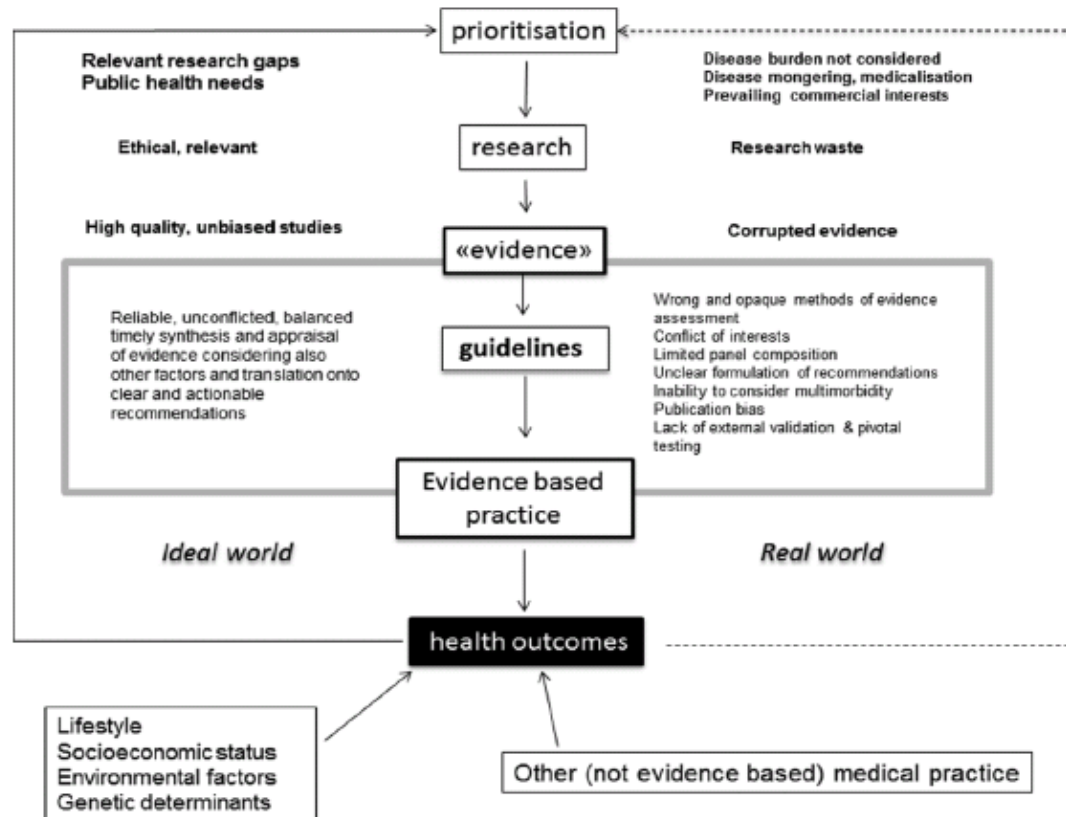 prioritisation
Relevant research gaps
Public health needs
Disease burden not considered
Disease mongering, medicalisation
Prevailing commercial interests
Ethical, relevant
research
Research waste
High quality, unbiased studies
«evidence»
Corrupted evidence
Reliable, unconflicted, balanced
timely synthesis and appraisal
of evidence considering also
other factors and translation onto
clear and actionable
recommendations
guidelines
Wrong and opaque methods of evidence
assessment
Conflict of interests
Limited panel composition
Unclear formulation of recommendations
Inability to consider multimorbidity
Publication bias
Lack of external validation & pivotal
testing
Evidence based
practice
Ideal world
Real world
health outcomes
Lifestyle
Socioeconomic status
Environmental factors
Genetic determinants
Other (not evidence based) medical practice